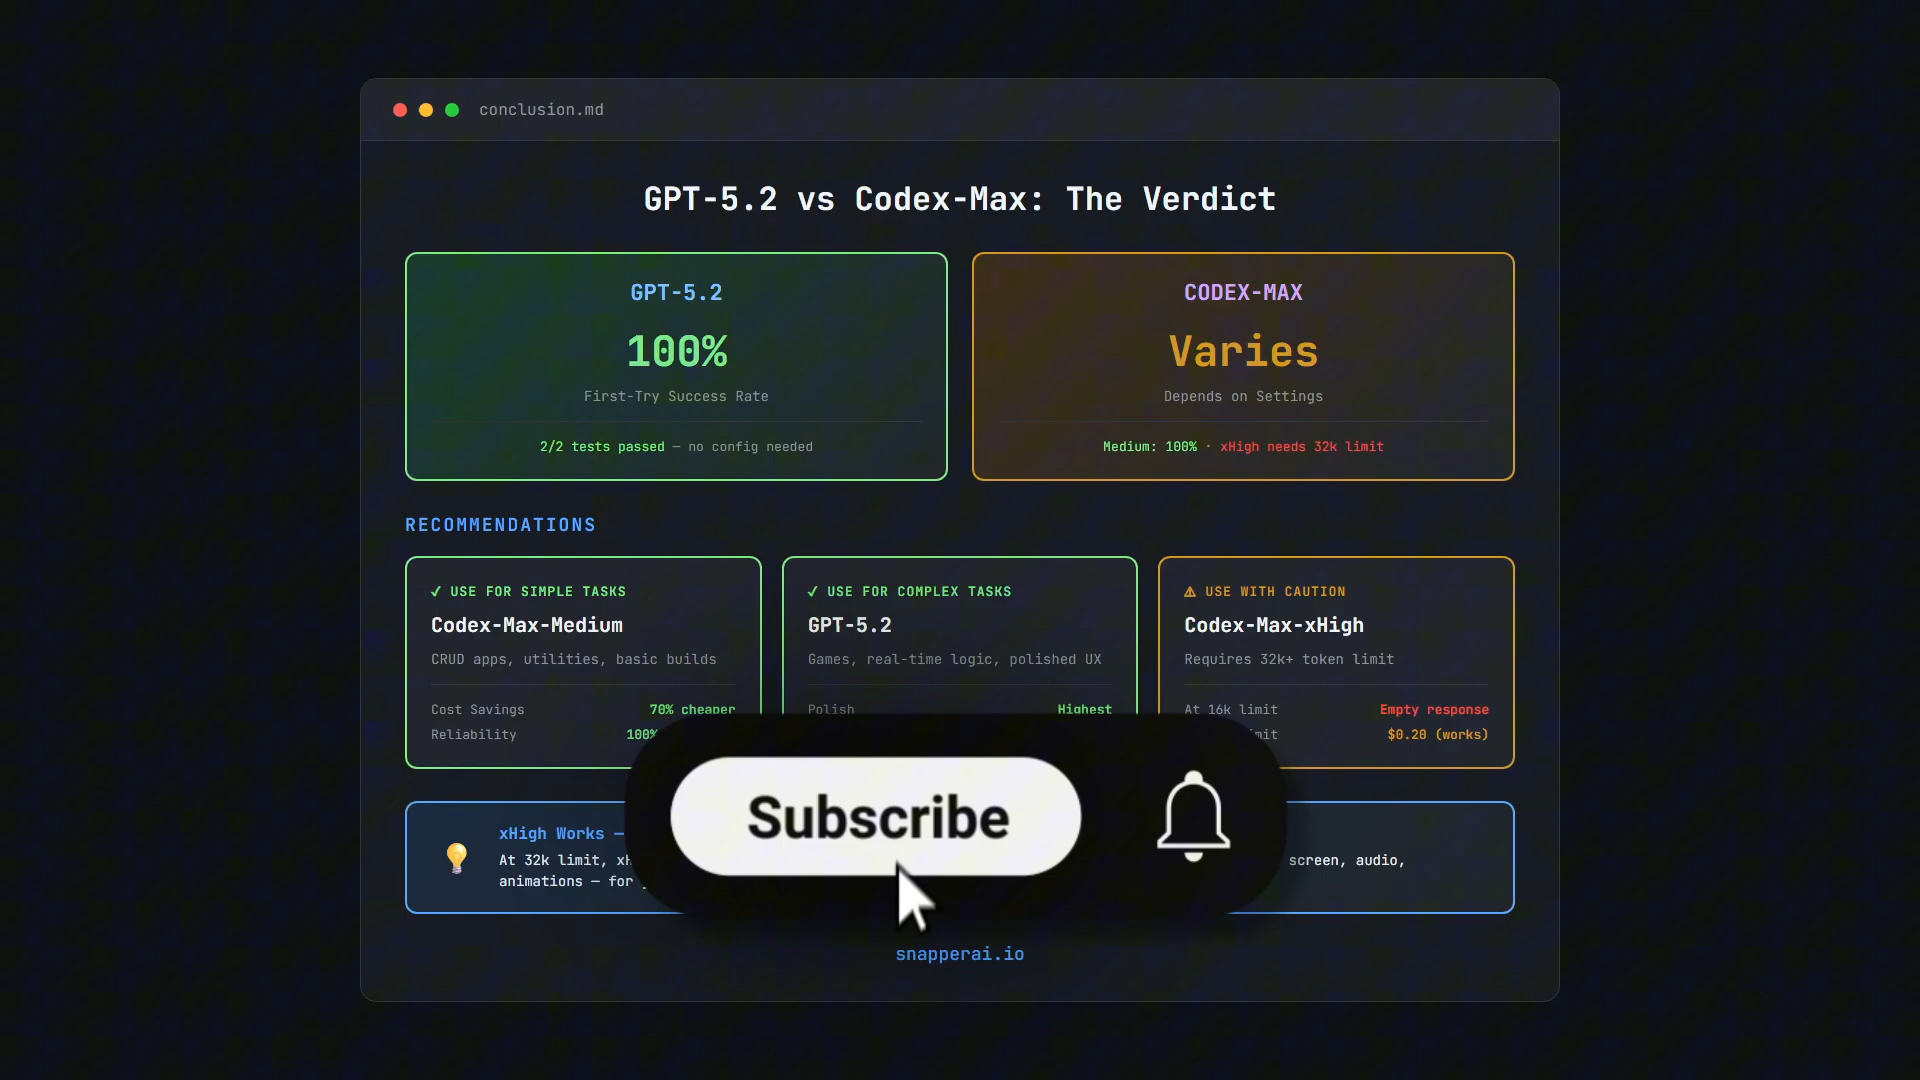 conclusion.md
GPT-5.2 vs Codex-Max: The Verdict
GPT-5.2
100%
First-Try Success Rate
2/2 tests passed — no config needed
CODEX-MAX
Varies
Depends on Settings
Medium: 100% · xHigh needs 32k limit
RECOMMENDATIONS
✓ USE FOR SIMPLE TASKS
Codex-Max-Medium
CRUD apps, utilities, basic builds
Cost Savings 70% cheaper
Reliability 100%
✓ USE FOR COMPLEX TASKS
GPT-5.2
Games, real-time logic, polished UX
Polish Highest
⚠ USE WITH CAUTION
Codex-Max-xHigh
Requires 32k+ token limit
At 16k limit Empty response
$0.20 (works)
xHigh Works —
At 32k limit, screen, audio,
animations — for
Subscribe
snapperai.io